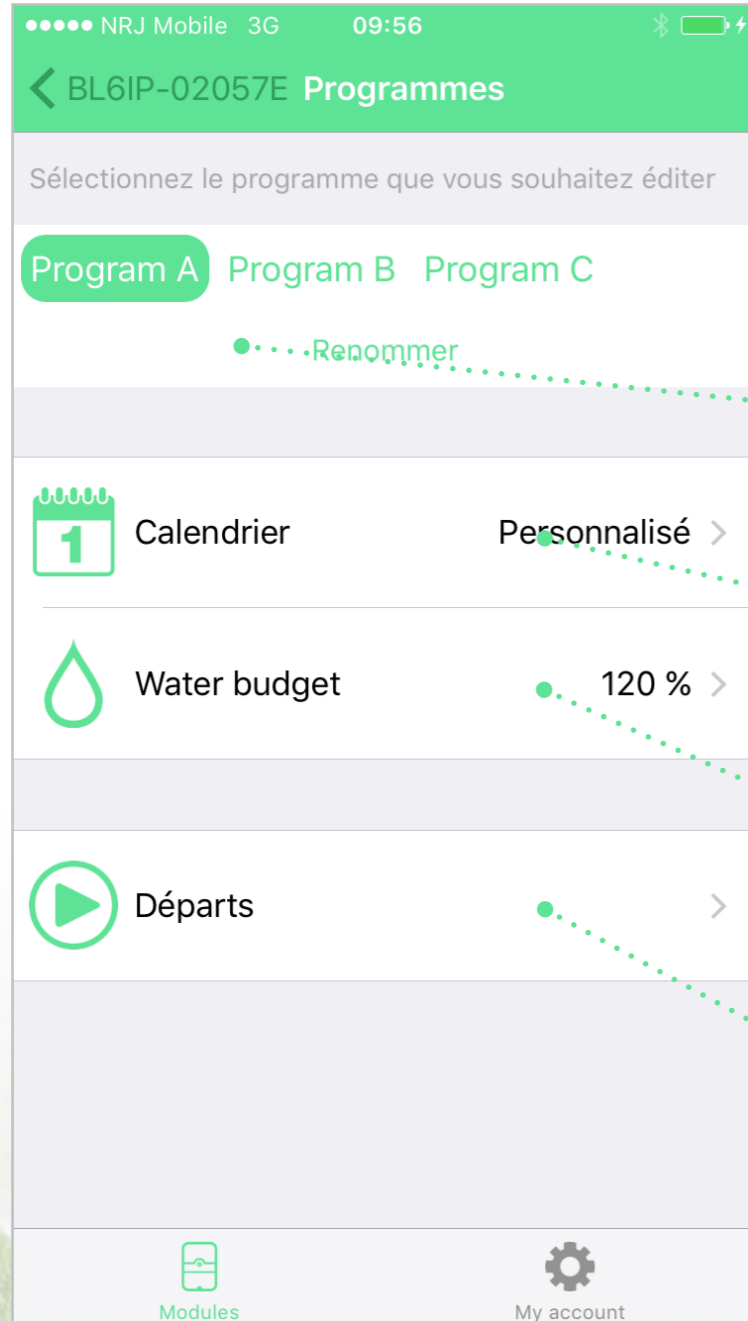 NRJ Mobile 3G 09:56
BL6IP-02057E Programmes
Sélectionnez le programme que vous souhaitez éditer
Program A Program B Program C
Renommer
1
Calendrier Personnalisé
Water budget 120 %
Départs
Modules My account